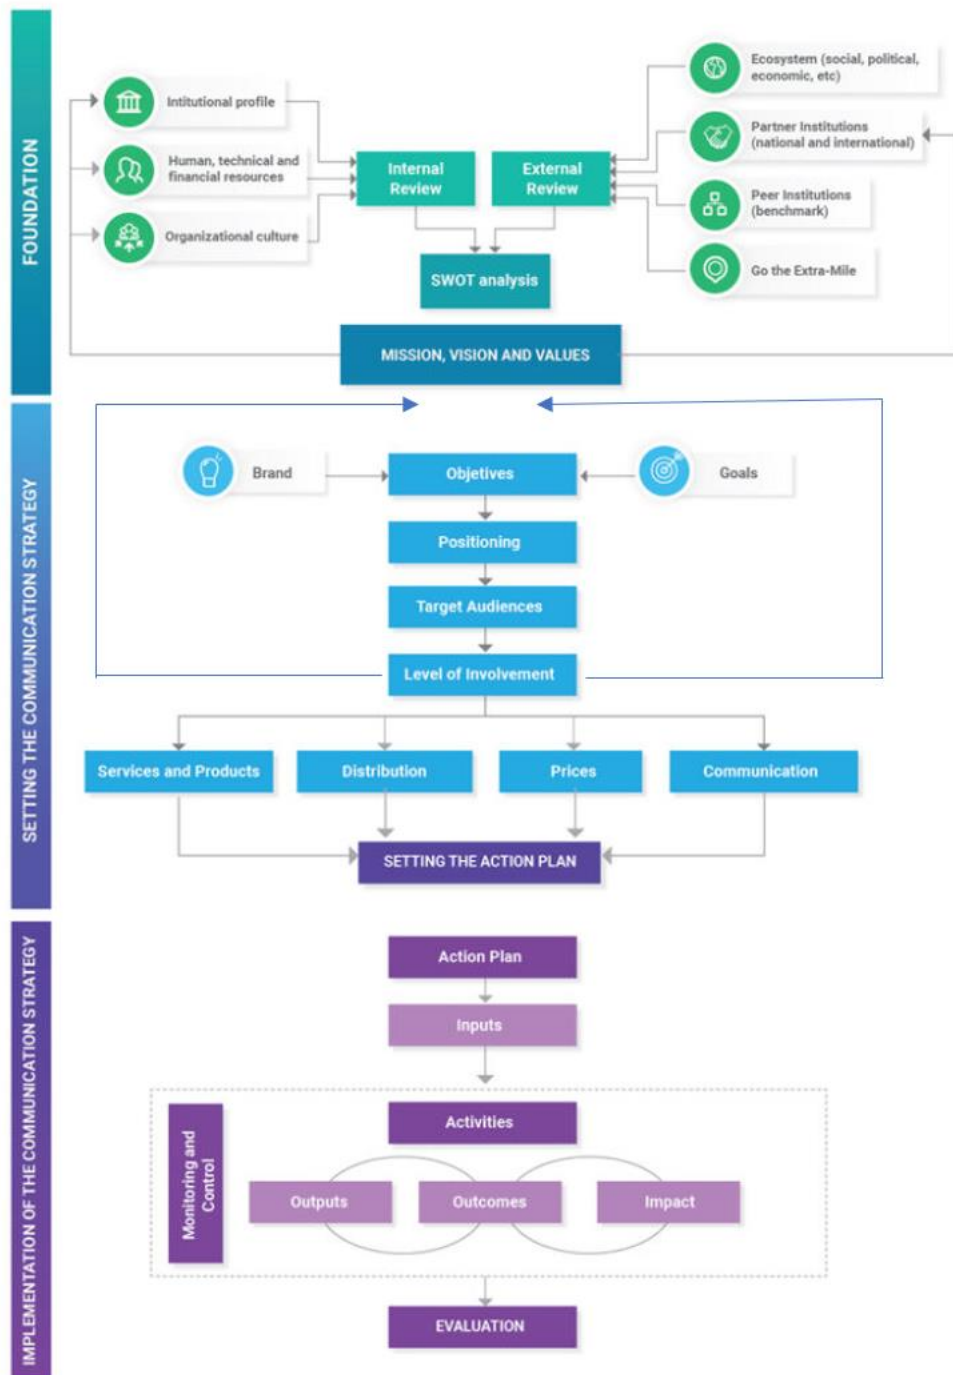 FOUNDATION
Intitutional profile
Human, technical and
financial resources
Organizational culture
Internal
Review
External
Review
SWOT analysis
Ecosystem (social, political,
economic, etc)
Partner Institutions
(national and international)
Peer Institutions
(benchmark)
Go the Extra-Mile
MISSION, VISION AND VALUES
SETTING THE COMMUNICATION STRATEGY
Brand
Objetives
Goals
Positioning
Target Audiences
Level of Involvement
Services and Products
Distribution
Prices
Communication
SETTING THE ACTION PLAN
IMPLEMENTATION OF THE COMMUNICATION STRATEGY
Action Plan
Inputs
Monitoring and
Control
Activities
Outputs
Outcomes
Impact
EVALUATION